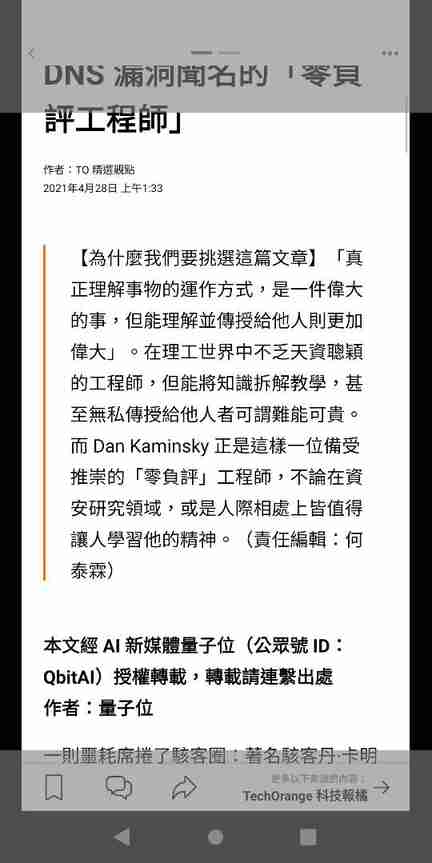 DNS 漏洞聞名的「零負
評工程師」
作者：TO 精選觀點
2021年4月28日 上午1:33
【為什麼我們要挑選這篇文章】「真
正理解事物的運作方式，是一件偉大
的事，但能理解並傳授給他人則更加
偉大」。在理工世界中不乏天資聰穎
的工程師，但能將知識拆解教學，甚
至無私傳授給他人者可謂難能可貴。
而 Dan Kaminsky 正是這樣一位備受
推崇的「零負評」工程師，不論在資
安研究領域，或是人際相處上皆值得
讓人學習他的精神。（責任編輯：何
泰霖）
本文經 AI 新媒體量子位（公眾號 ID：
QbitAI）授權轉載，轉載請連繫出處
作者：量子位
一則噩耗席捲了駭客圈：著名駭客丹·卡明
更多以下來源的內容：
TechOrange 科技報橘